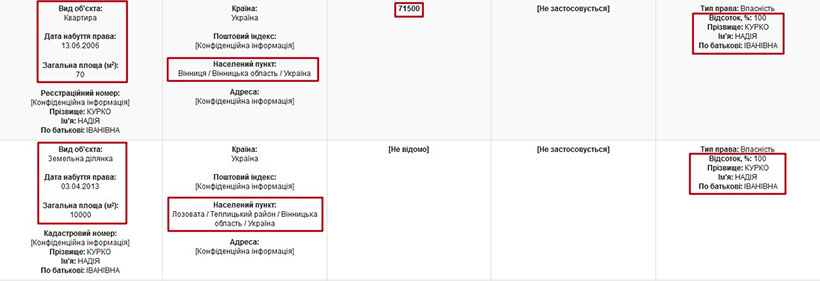 Вид об'єкта:
Квартира
Дата набуття права:
13.06.2006
Загальна площа (м²):
70
Реєстраційний номер:
[Конфіденційна інформація]
Прізвище: КУРКО
Ім'я: НАДІЯ
По батькові: ІВАНІВНА
Країна:
Україна
Поштовий індекс:
[Конфіденційна інформація]
Населений пункт:
Вінниця / Вінницька область / Україна
Адреса:
[Конфіденційна інформація]
71500
[Не застосовується]
Тип права: Власність
Відсоток, %: 100
Прізвище: КУРКО
Ім'я: НАДІЯ
По батькові: ІВАНІВНА
Вид об'єкта:
Земельна ділянка
Дата набуття права:
03.04.2013
Загальна площа (м²):
10000
Кадастровий номер:
[Конфіденційна інформація]
Прізвище: КУРКО
Ім'я: НАДІЯ
По батькові: ІВАНІВНА
Країна:
Україна
Поштовий індекс:
[Конфіденційна інформація]
Населений пункт:
Лозовата / Теплицький район / Вінницька
область / Україна
Адреса:
[Конфіденційна інформація]
[Не відомо]
[Не застосовується]
Тип права: Власність
Відсоток, %: 100
Прізвище: КУРКО
Ім'я: НАДІЯ
По батькові: ІВАНІВНА